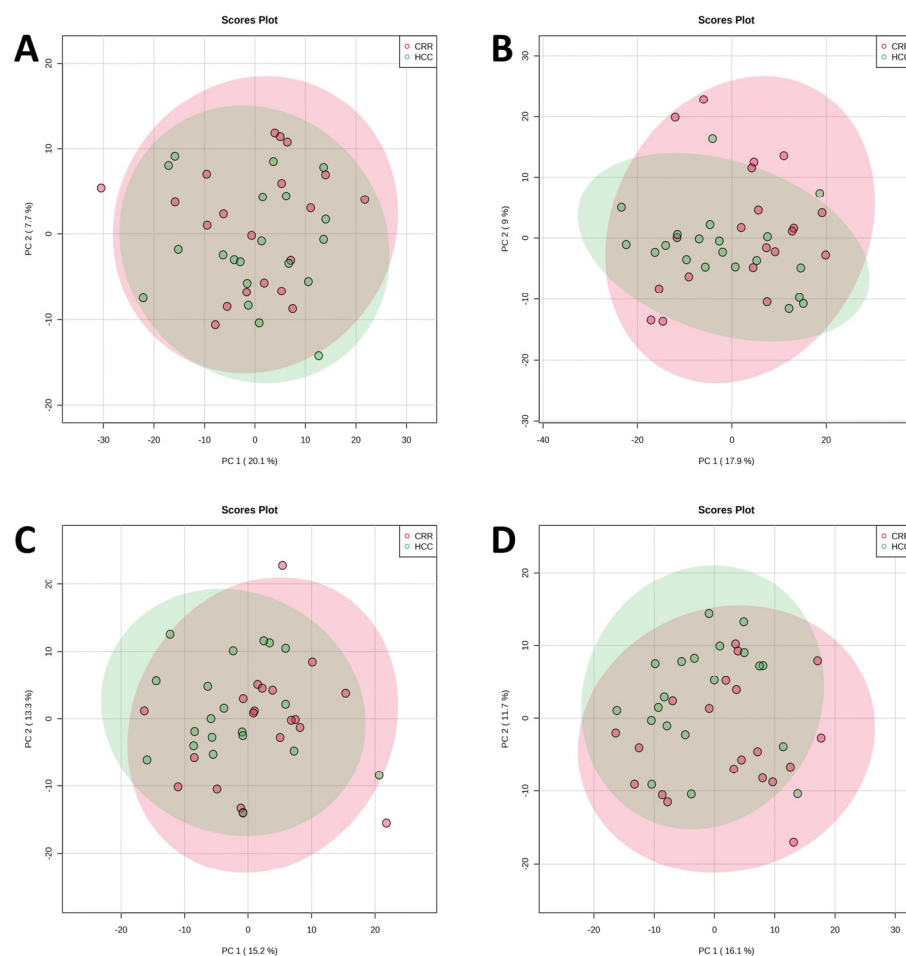 A
Scores Plot
CRR
HCC
20
10
0
-10
-20
PC 2 ( 7.7 %)
-30
-20
-10
0
10
20
30
PC 1 ( 20.1 %)
B
Scores Plot
CRR
HCC
30
20
10
0
-10
-20
-30
PC 2 ( 9 %)
-40
-20
0
20
PC 1 ( 17.9 %)
C
Scores Plot
CRR
HCC
20
10
0
-10
-20
PC 2 ( 13.3 %)
-20
-10
0
10
20
PC 1 ( 15.2 %)
D
Scores Plot
CRR
HCC
20
10
0
-10
-20
PC 2 ( 11.7 %)
-20
-10
0
10
20
30
PC 1 ( 16.1 %)